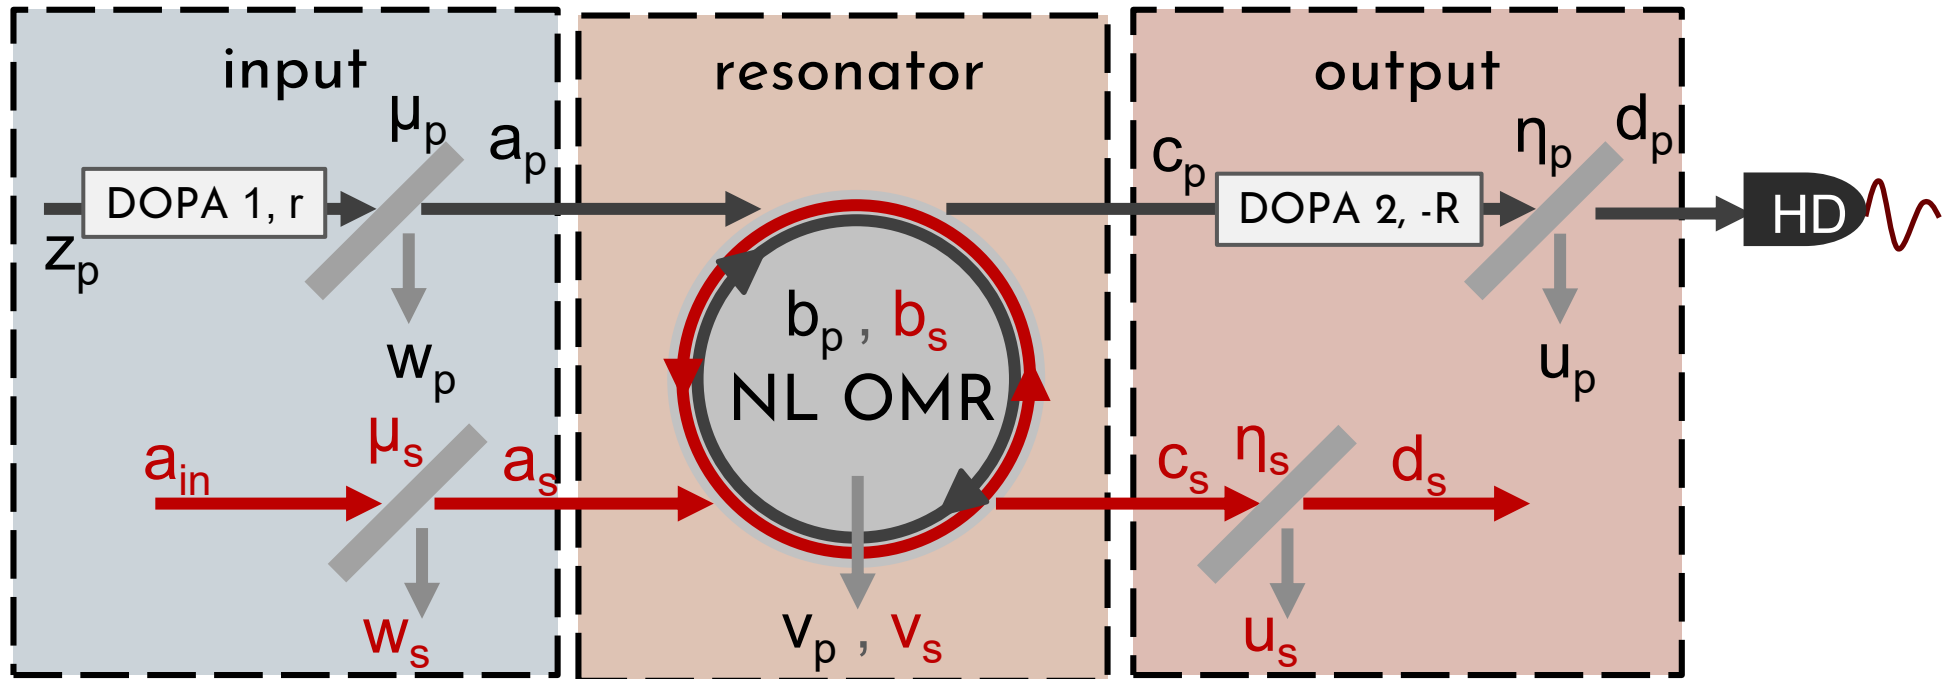 input
resonator
output
μp
ap
cp
ηp
dp
DOPA 1, r
DOPA 2, -R
HD
zp
bp , bs
wp
up
NL OMR
ain
μs
as
cs
ηs
ds
ws
vp , vs
us